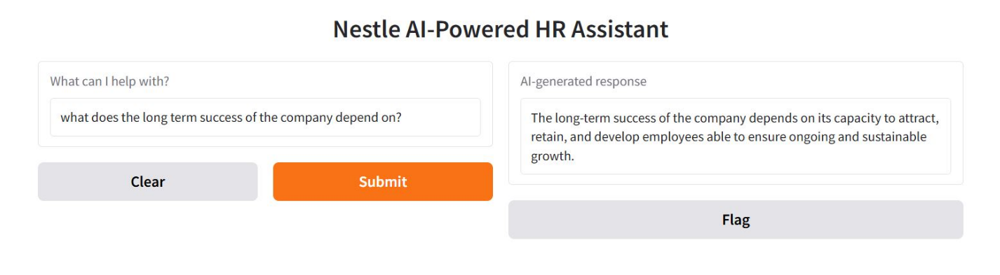 Nestle AI-Powered HR Assistant
What can I help with?
what does the long term success of the company depend on?
Clear
Submit
AI-generated response
The long-term success of the company depends on its capacity to attract,
retain, and develop employees able to ensure ongoing and sustainable
growth.
Flag